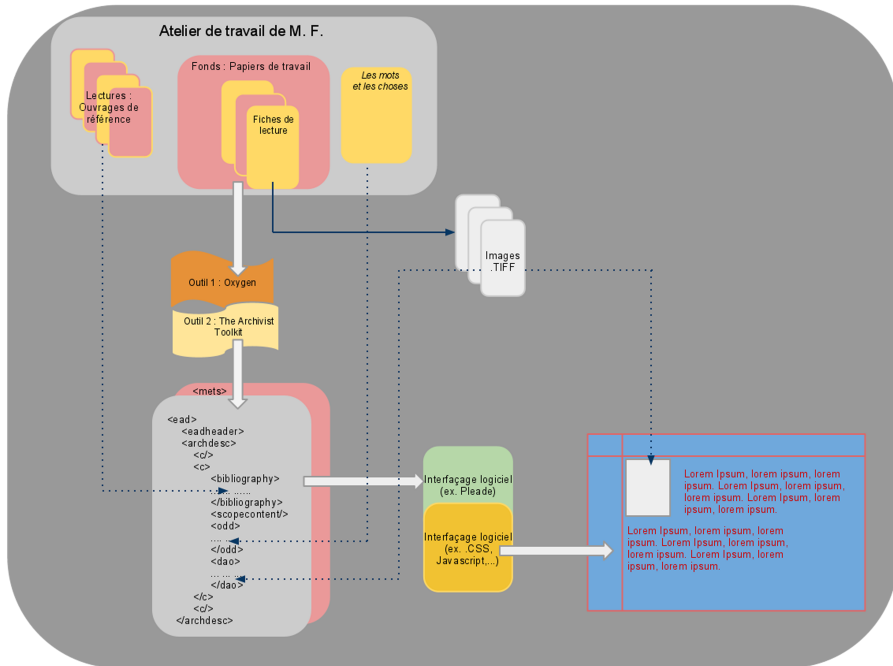 Atelier de travail de M. F.
Lectures :
Ouvrages de
référence
Fonds : Papiers de travail
Fiches de
lecture
Les mots
et les choses
Images
.TIFF
Outil 1 : Oxygen
Outil 2 : The Archivist
Toolkit
<mets>
<ead>
<eadheader>
<archdesc>
<c/>
<c>
<bibliography>
... ... ......
</bibliography>
<scopecontent/>
<odd>
.... ...
</odd>
<dao>
... ... ...
</dao>
</c>
<c/>
</archdesc>
Interfaçage logiciel
(ex. Pleade)
Interfaçage logiciel
(ex. .CSS,
Javascript,...)
Lorem Ipsum, lorem ipsum, lorem
ipsum. Lorem Ipsum, lorem ipsum,
lorem ipsum. Lorem Ipsum, lorem
ipsum, lorem ipsum.
Lorem Ipsum, lorem ipsum, lorem
ipsum. Lorem Ipsum, lorem ipsum,
lorem ipsum. Lorem Ipsum, lorem
ipsum, lorem ipsum.